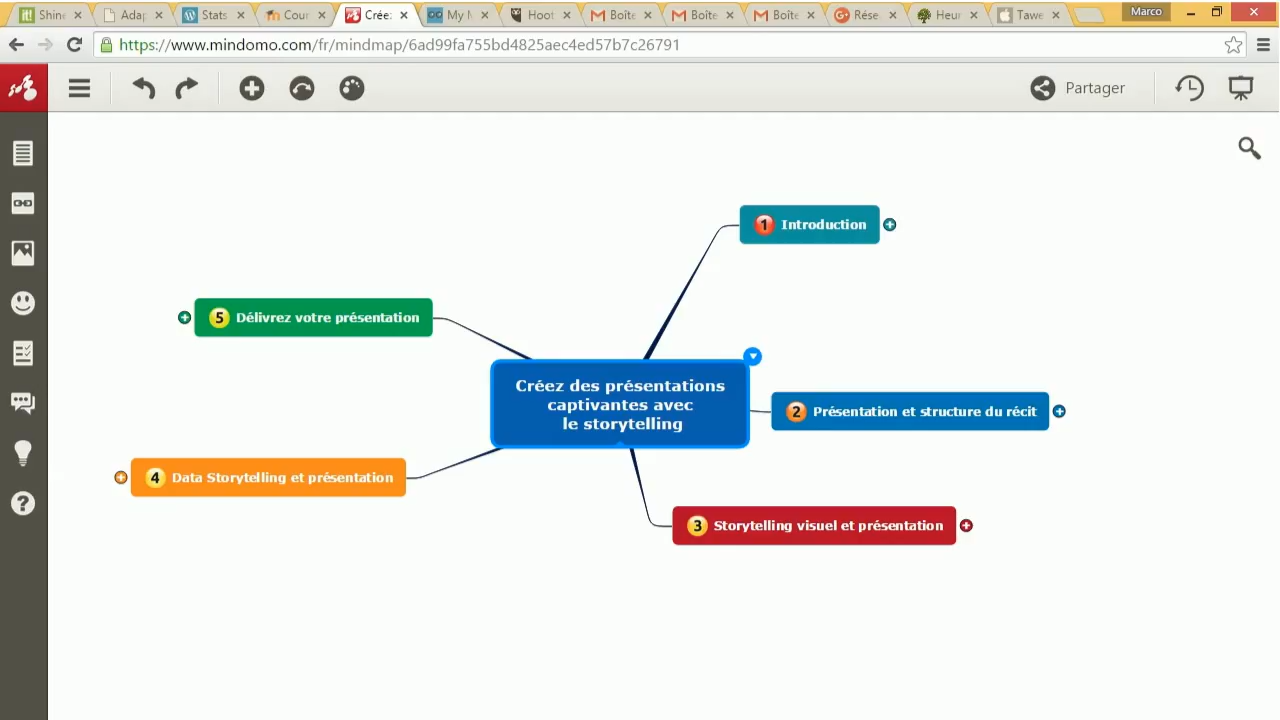 Shine
Adap
Stats
Cour
Crée:
My M
Hoot
Boîte
Boîte
Boîte
Rése
Heur
Tawe
Marco
https://www.mindomo.com/fr/mindmap/6ad99fa755bd4825aec4ed57b7c26791
Partager
1 Introduction
5 Délivrez votre présentation
Créez des présentations
captivantes avec
le storytelling
2 Présentation et structure du récit
4 Data Storytelling et présentation
3 Storytelling visuel et présentation